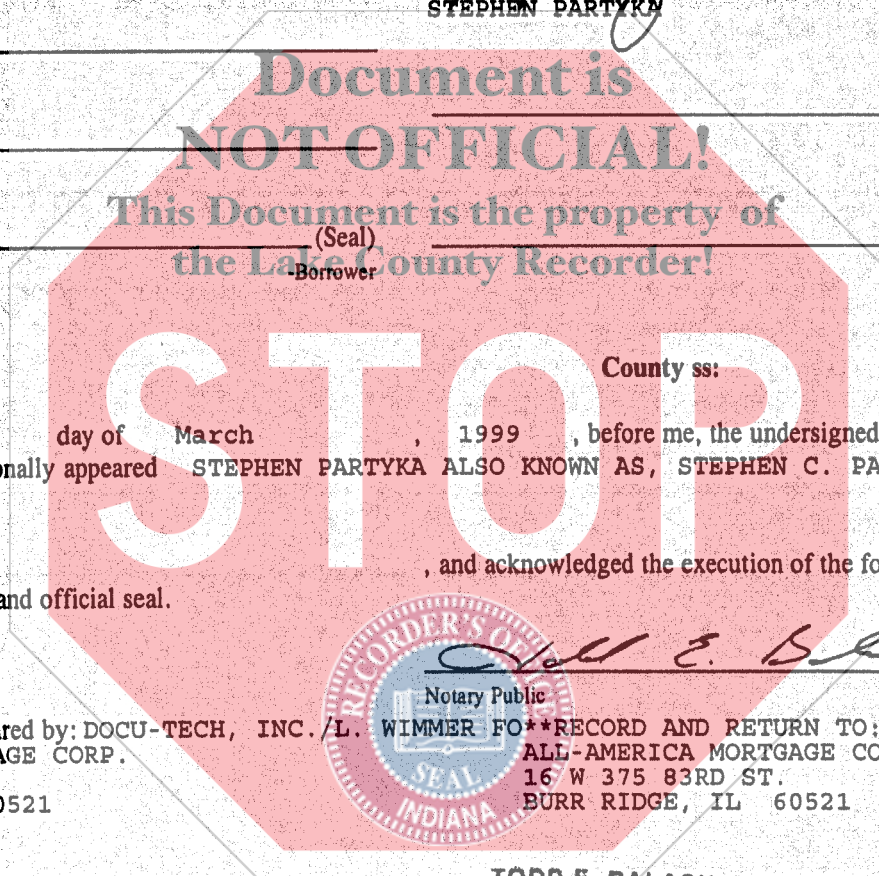 STEPHEN PARTYKA
Document is
NOT OFFICIAL!
This Document is the property of
the Lake County Recorder!
(Seal)
-Borrower
STOP
County ss:
day of March , 1999 , before me, the undersigned
onally appeared STEPHEN PARTYKA ALSO KNOWN AS, STEPHEN C. PA
, and acknowledged the execution of the fo
and official seal.
RECORDER'S OFFICE
SEAL
INDIANA
Notary Public
red by: DOCU-TECH, INC./L. WIMMER FO**RECORD AND RETURN TO:
AGE CORP. ALL-AMERICA MORTGAGE CO
16 W 375 83RD ST.
0521 BURR RIDGE, IL 60521